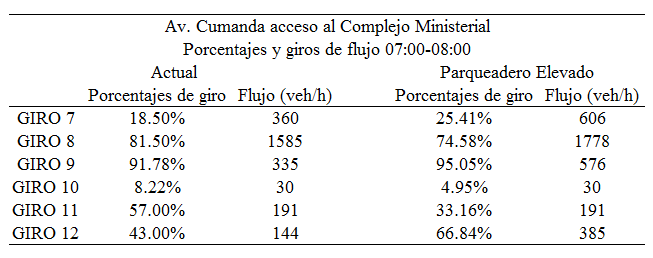 Av. Cumanda acceso al Complejo Ministerial
Porcentajes y giros de flujo 07:00-08:00
Actual Parqueadero Elevado
Porcentajes de giro Flujo (veh/h) Porcentajes de giro Flujo (veh/h)
GIRO 7 18.50% 360 25.41% 606
GIRO 8 81.50% 1585 74.58% 1778
GIRO 9 91.78% 335 95.05% 576
GIRO 10 8.22% 30 4.95% 30
GIRO 11 57.00% 191 33.16% 191
GIRO 12 43.00% 144 66.84% 385